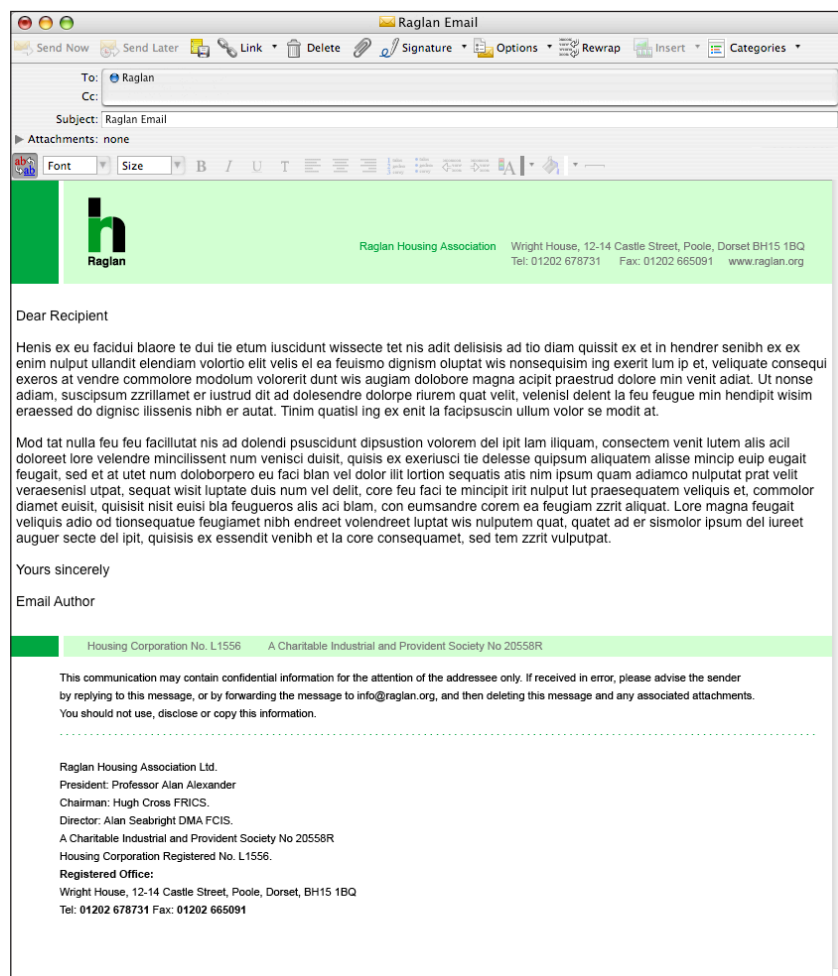 Raglan Email
Send Now Send Later Link Delete Signature Options Rewrap Insert Categories
To: Raglan
Cc:
Subject: Raglan Email
Attachments: none
Font Size B I U T
Raglan
Raglan Housing Association Wright House, 12-14 Castle Street, Poole, Dorset BH15 1BQ
Tel: 01202 678731 Fax: 01202 665091 www.raglan.org
Dear Recipient
Henis ex eu facidui blaore te dui tie etum iuscidunt wissecte tet nis adit delisisis ad tio diam quissit ex et in hendrer senibh ex ex
enim nulput ullandit elendiam volortio elit velis el ea feuismo dignism oluptat wis nonsequisim ing exerit lum ip et, veliquate consequi
exeros at vendre commolore modolum volorerit dunt wis augiam dolobore magna acipit praestrud dolore min venit adiat. Ut nonse
adiam, suscipsum zzrillamet er iustrud dit ad dolesendre dolorpe riurem quat velit, velenisl delent la feu feugue min hendipit wisim
eraessed do dignisc ilissenis nibh er autat. Tinim quatisl ing ex enit la facipsuscin ullum volor se modit at.
Mod tat nulla feu feu facillutat nis ad dolendi psuscidunt dipsustion volorem del ipit lam iliquam, consectem venit lutem alis acil
doloreet lore velendre mincilissent num venisci duisit, quisis ex exeriusci tie delesse quipsum aliquatem alisse mincip euip eugait
feugait, sed et at utet num doloborpero eu faci blan vel dolor ilit lortion sequatis atis nim ipsum quam adiamco nulputat prat velit
veraesenisl utpat, sequat wisit luptate duis num vel delit, core feu faci te mincipit irit nulput lut praesequatem veliquis et, commolor
diamet euisit, quisisit nisit euisi bla feugueros alis aci blam, con eumsandre corem ea feugiam zzrit aliquat. Lore magna feugait
veliquis adio od tionsequatue feugiamet nibh endreet volendreet luptat wis nulputem quat, quatet ad er sismolor ipsum del iureet
auguer secte del ipit, quisisis ex essendit venibh et la core consequamet, sed tem zzrit vulputpat.
Yours sincerely
Email Author
Housing Corporation No. L1556 A Charitable Industrial and Provident Society No 20558R
This communication may contain confidential information for the attention of the addressee only. If received in error, please advise the sender
by replying to this message, or by forwarding the message to info@raglan.org, and then deleting this message and any associated attachments.
You should not use, disclose or copy this information.
Raglan Housing Association Ltd.
President: Professor Alan Alexander
Chairman: Hugh Cross FRICS.
Director: Alan Seabright DMA FCIS.
A Charitable Industrial and Provident Society No 20558R
Housing Corporation Registered No. L1556.
Registered Office:
Wright House, 12-14 Castle Street, Poole, Dorset, BH15 1BQ
Tel: 01202 678731 Fax: 01202 665091